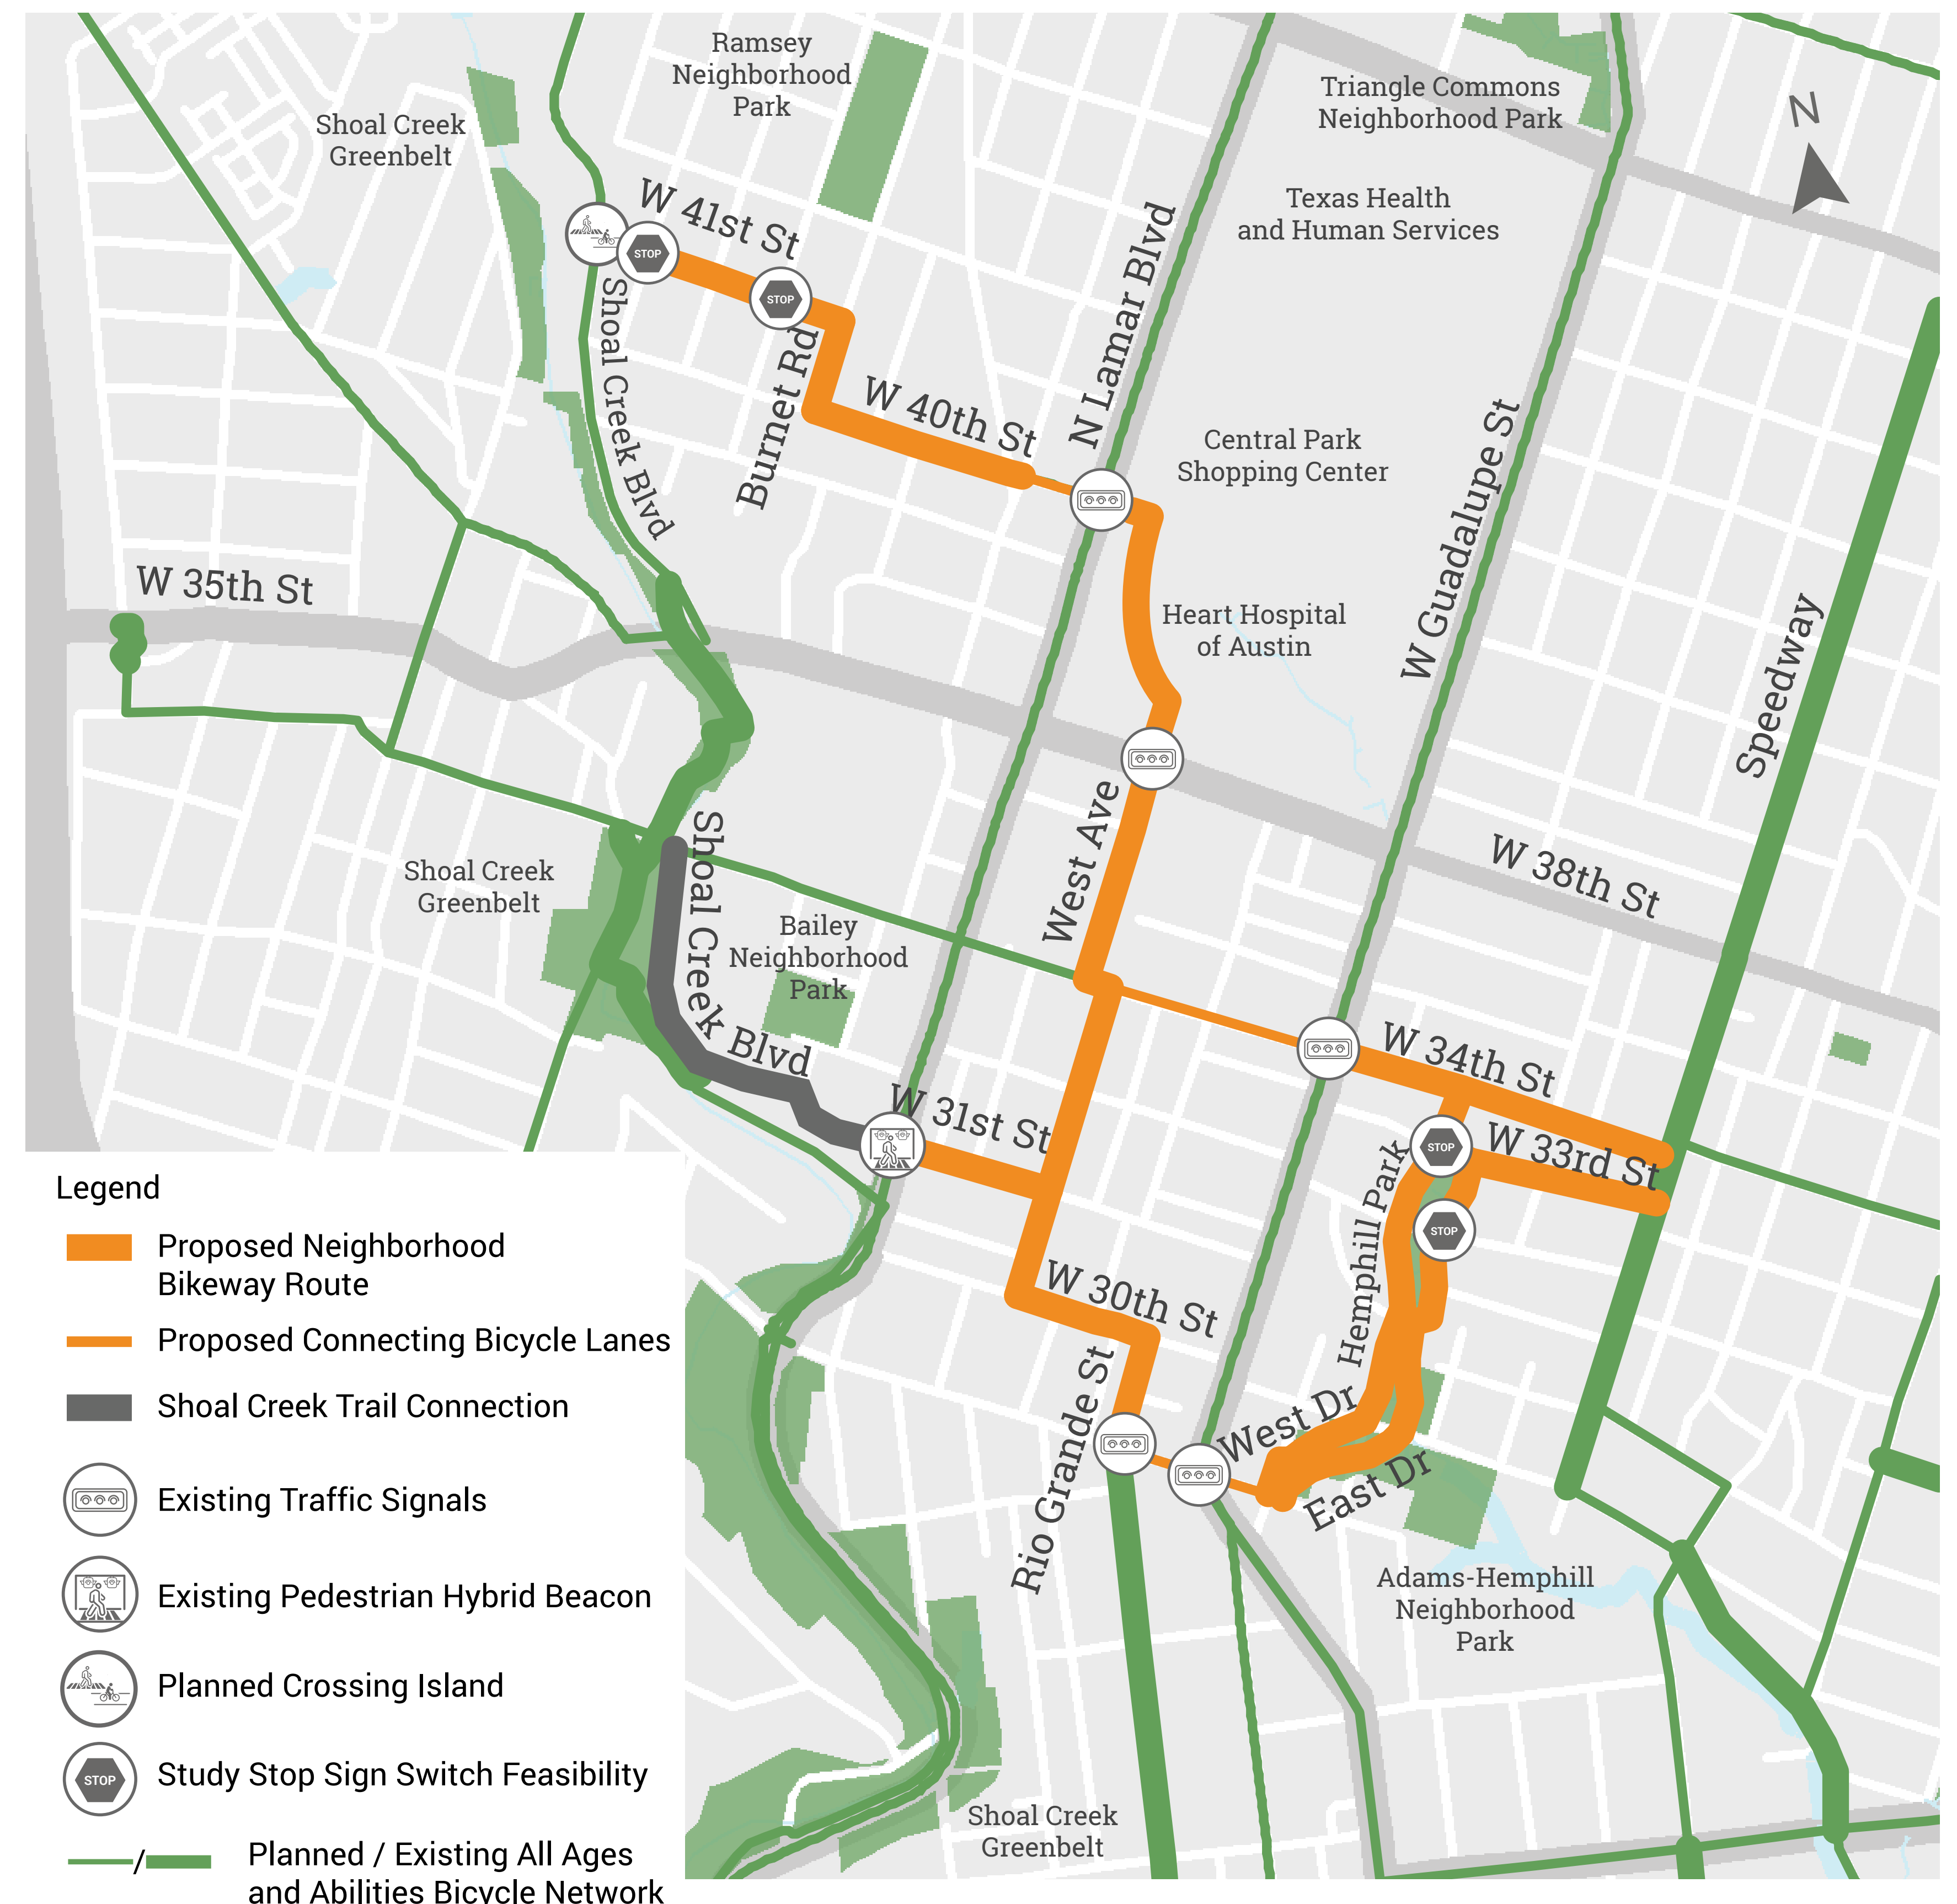 Ramsey
Neighborhood
Park
Triangle Commons
Neighborhood Park
N
Shoal Creek
Greenbelt
W 41st St
Texas Health
and Human Services
STOP
STOP
Shoal Creek Blvd
Burnet Rd
W 40th St
N Lamar Blvd
Central Park
Shopping Center
W Guadalupe St
W 35th St
Heart Hospital
of Austin
Speedway
West Ave
W 38th St
Shoal Creek
Greenbelt
Shoal Creek Blvd
Bailey
Neighborhood
Park
W 34th St
W 31st St
STOP
W 33rd St
STOP
Hemphill Park
W 30th St
Rio Grande St
West Dr
East Dr
Adams-Hemphill
Neighborhood
Park
Shoal Creek
Greenbelt
Legend
Proposed Neighborhood
Bikeway Route
Proposed Connecting Bicycle Lanes
Shoal Creek Trail Connection
Existing Traffic Signals
Existing Pedestrian Hybrid Beacon
Planned Crossing Island
STOP
Study Stop Sign Switch Feasibility
/
Planned / Existing All Ages
and Abilities Bicycle Network